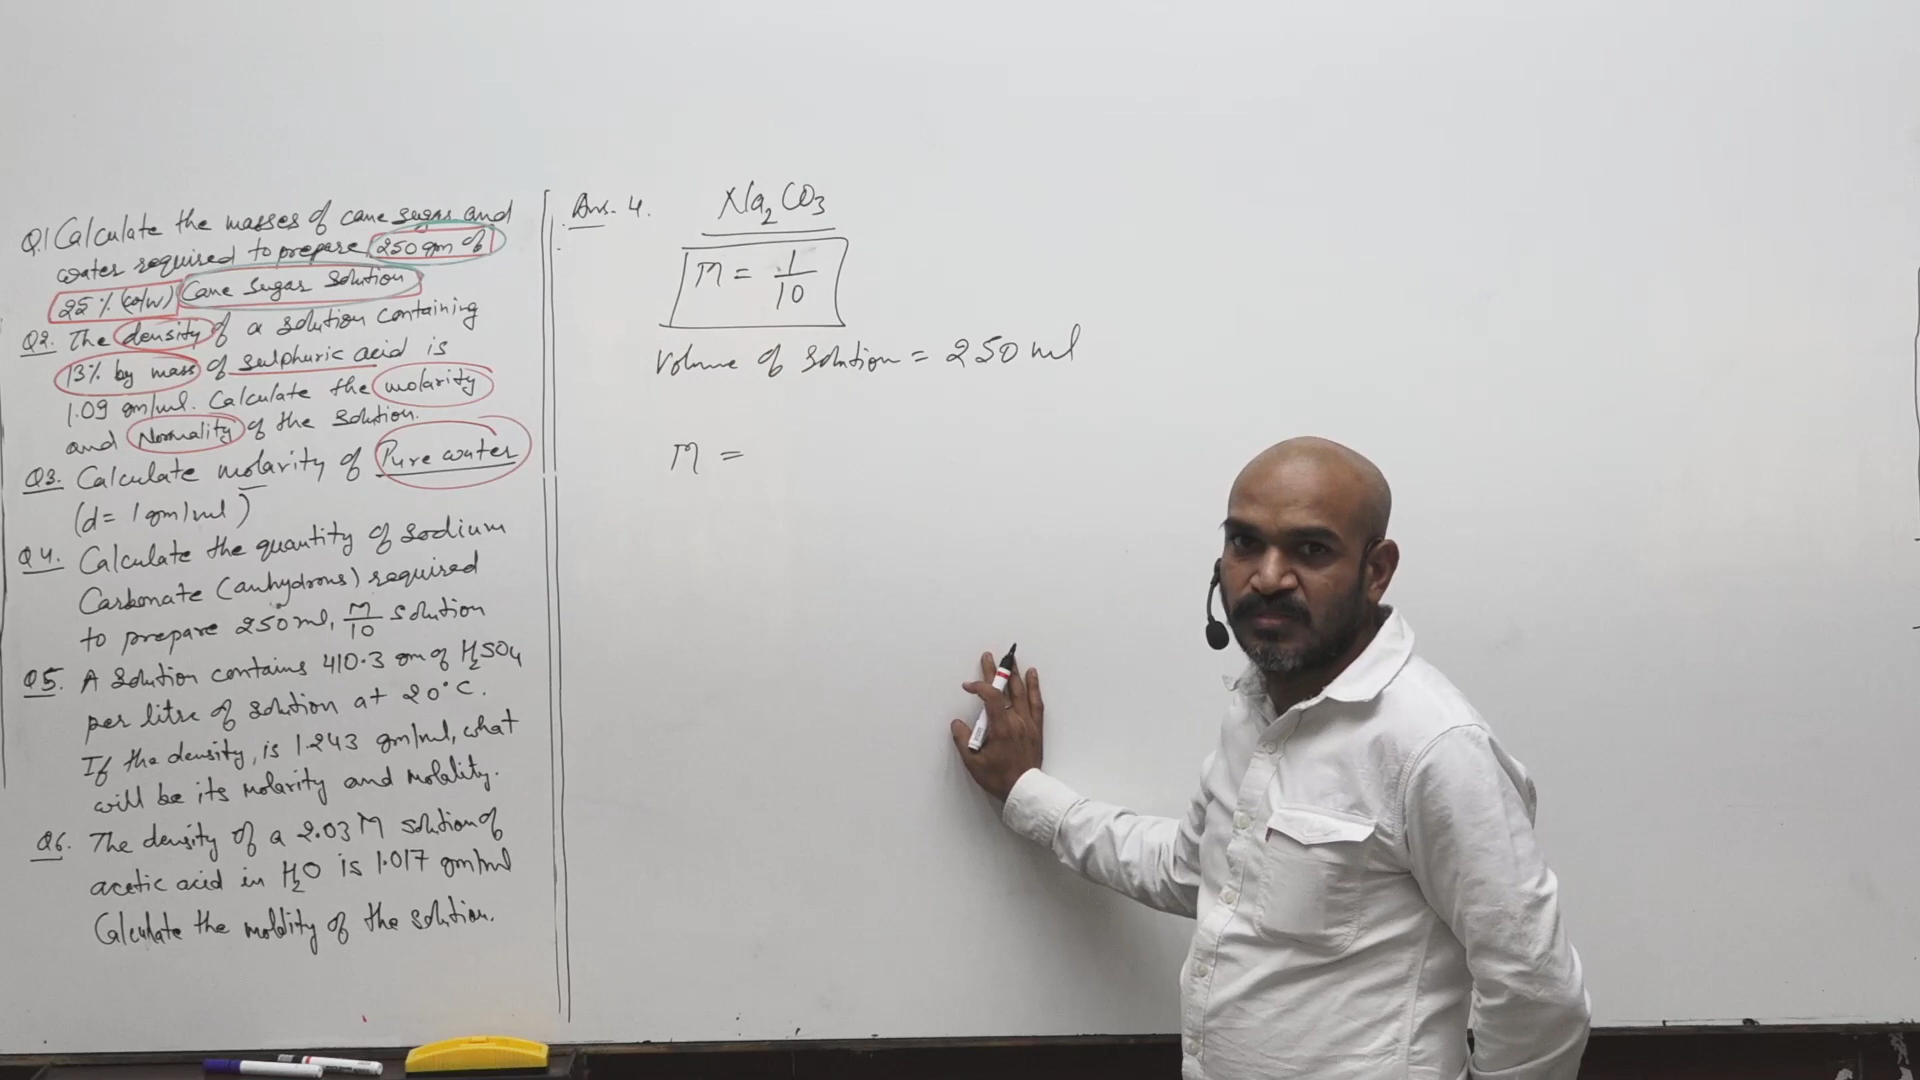 Q.1 Calculate the masses of cane sugar and
water required to prepare 250 gm of
25% (w/w) Cane Sugar Solution
Q2. The density of a solution containing
13% by mass of sulphuric acid is
1.09 gm/ml. Calculate the molarity
and Normality of the solution.
Q3. Calculate molarity of Pure water
(d = 1 gm/ml)
Q4. Calculate the quantity of sodium
Carbonate (anhydrous) required
to prepare 250 ml, M/10 solution
Q5. A Solution contains 410.3 gm of H₂SO₄
per litre of solution at 20°C.
If the density, is 1.243 gm/ml, what
will be its molarity and molality.
Q6. The density of a 2.03 M solution of
acetic acid in H₂O is 1.017 gm/ml
Calculate the molality of the solution.
Ans. 4.
Na₂CO₃
M = 1/10
Volume of solution = 250 ml
M =